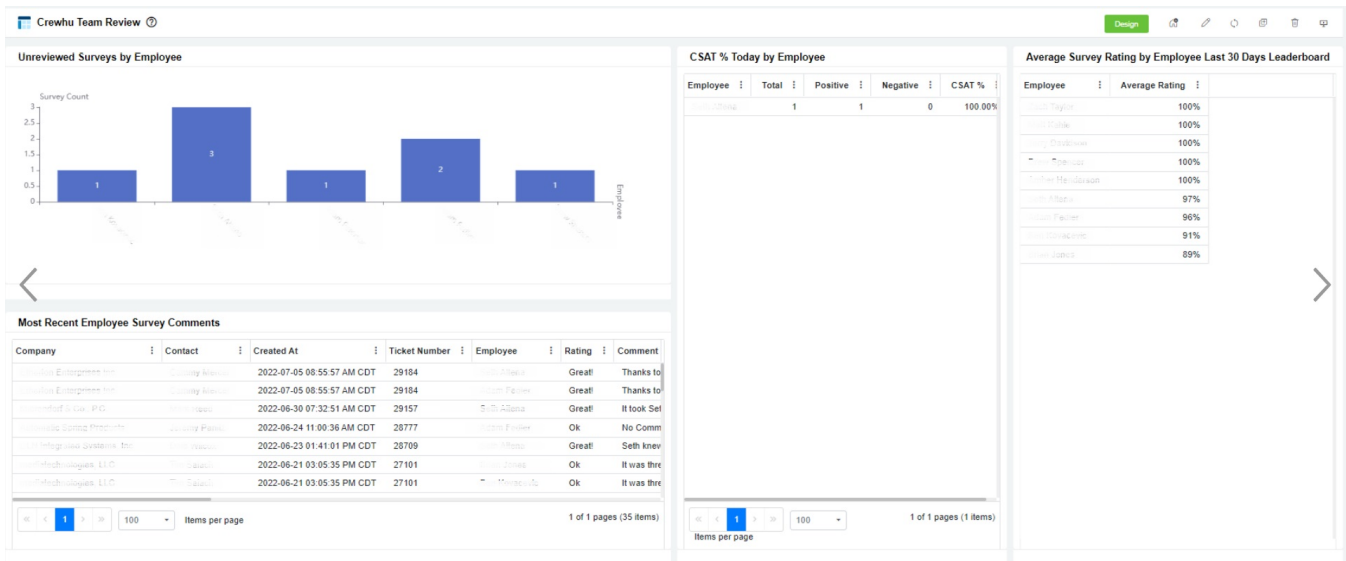 Crewhu Team Review ?
Design
Unreviewed Surveys by Employee
Survey Count
3
2.5
2
1.5
1
0.5
0
1
3
1
2
1
Employee
Most Recent Employee Survey Comments
Company Contact Created At Ticket Number Employee Rating Comment
2022-07-05 08:55:57 AM CDT 29184 Great! Thanks to
2022-07-05 08:55:57 AM CDT 29184 Great! Thanks to
2022-06-30 07:32:51 AM CDT 29157 Great! It took Set
2022-06-24 11:00:36 AM CDT 28777 Ok No Comm
2022-06-23 01:41:01 PM CDT 28709 Great! Seth knew
2022-06-21 03:05:35 PM CDT 27101 Ok It was thre
2022-06-21 03:05:35 PM CDT 27101 Ok It was thre
1 100 Items per page 1 of 1 pages (35 items)
CSAT % Today by Employee
Employee Total Positive Negative CSAT %
1 1 0 100.00%
1 100 1 of 1 pages (1 items)
Items per page
Average Survey Rating by Employee Last 30 Days Leaderboard
Employee Average Rating
100%
100%
100%
100%
100%
97%
96%
91%
89%